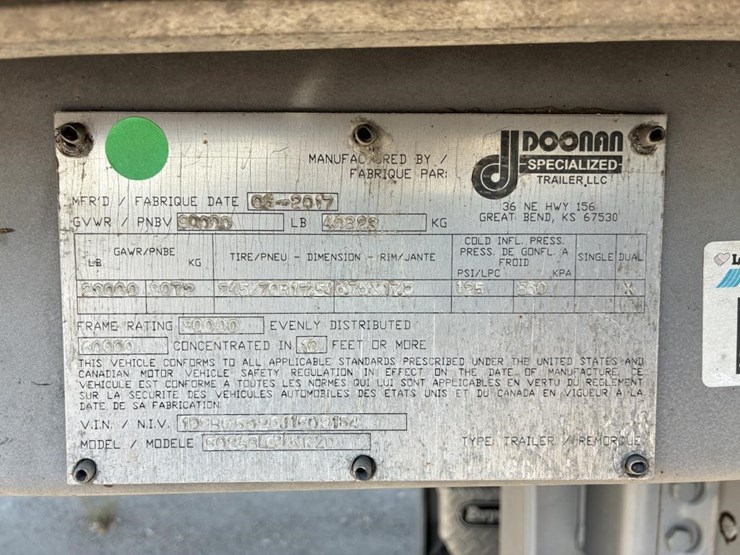 DOONAN
SPECIALIZED
TRAILER, LLC
MANUFACTURED BY /
FABRIQUE PAR:
36 NE HWY 156
GREAT BEND, KS 67530
MFR'D / FABRIQUE DATE 06-2017
GVWR / PNBV LB KG
GAWR/PNBE
LB KG
TIRE/PNEU - DIMENSION - RIM/JANTE
COLD INFL. PRESS.
PRESS. DE GONFL. A
FROID
PSI/LPC KPA
SINGLE DUAL
20000 X
FRAME RATING EVENLY DISTRIBUTED
CONCENTRATED IN FEET OR MORE
THIS VEHICLE CONFORMS TO ALL APPLICABLE STANDARDS PRESCRIBED UNDER THE UNITED STATES AND
CANADIAN MOTOR VEHICLE SAFETY REGULATION IN EFFECT ON THE DATE OF MANUFACTURE. CE
VEHICULE EST CONFORME A TOUTES LES NORMES QUI LUI SONT APPLICABLES EN VERTU DU REGLEMENT
SUR LA SECURITE DES VEHICULES AUTOMOBILES DES ETATS UNIS ET DU CANADA EN VIGUEUR A LA
DATE DE SA FABRICATION.
V.I.N. / N.I.V.
MODEL / MODELE
TYPE: TRAILER / REMORQUE